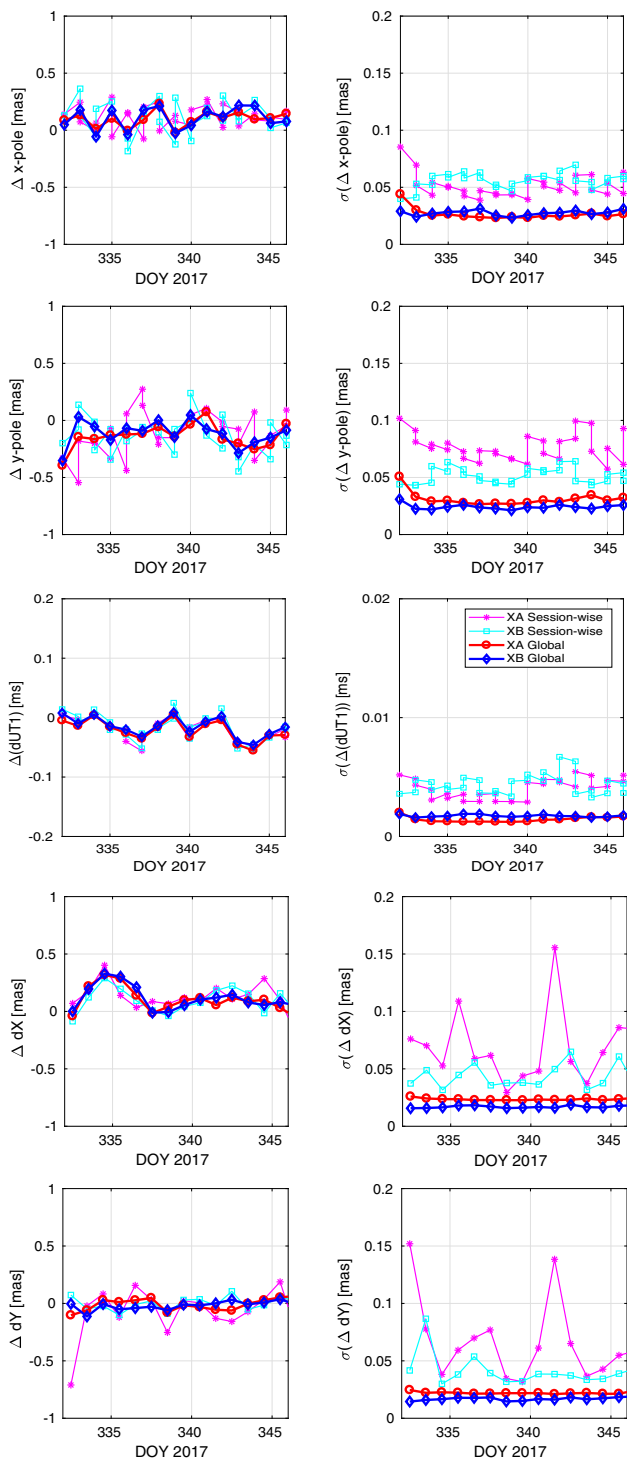 1
0.5
0
-0.5
-1
Δ x-pole [mas]
335 340 345
DOY 2017
0.2
0.15
0.1
0.05
0
σ( Δ x-pole) [mas]
335 340 345
DOY 2017
1
0.5
0
-0.5
-1
Δ y-pole [mas]
335 340 345
DOY 2017
0.2
0.15
0.1
0.05
0
σ( Δ y-pole) [mas]
335 340 345
DOY 2017
0.2
0.1
0
-0.1
-0.2
Δ(dUT1) [ms]
335 340 345
DOY 2017
0.02
0.01
0
σ( Δ(dUT1)) [ms]
XA Session-wise
XB Session-wise
XA Global
XB Global
335 340 345
DOY 2017
1
0.5
0
-0.5
-1
Δ dX [mas]
335 340 345
DOY 2017
0.2
0.15
0.1
0.05
0
σ( Δ dX) [mas]
335 340 345
DOY 2017
1
0.5
0
-0.5
-1
Δ dY [mas]
335 340 345
DOY 2017
0.2
0.15
0.1
0.05
0
σ( Δ dY) [mas]
335 340 345
DOY 2017